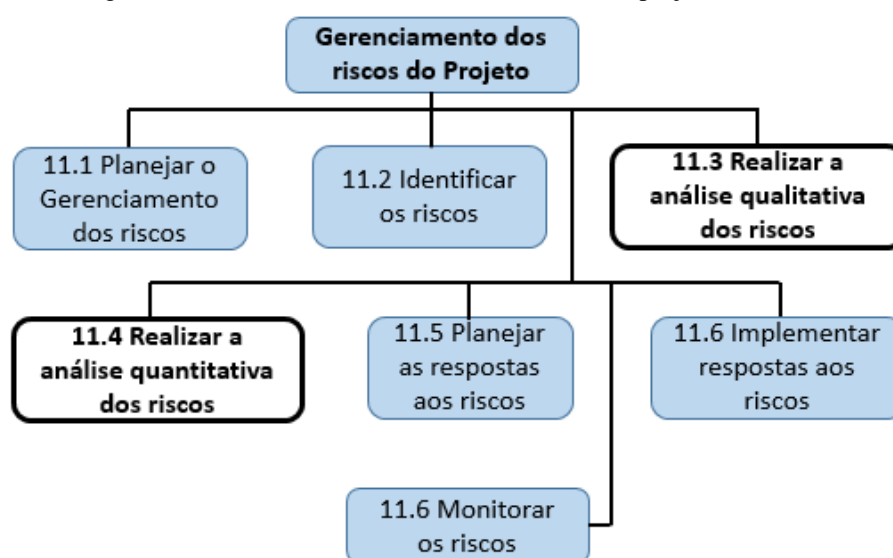 Gerenciamento dos
riscos do Projeto
11.1 Planejar o
Gerenciamento
dos riscos
11.2 Identificar
os riscos
11.3 Realizar a
análise qualitativa
dos riscos
11.4 Realizar a
análise quantitativa
dos riscos
11.5 Planejar
as respostas
aos riscos
11.6 Implementar
respostas aos
riscos
11.6 Monitorar
os riscos